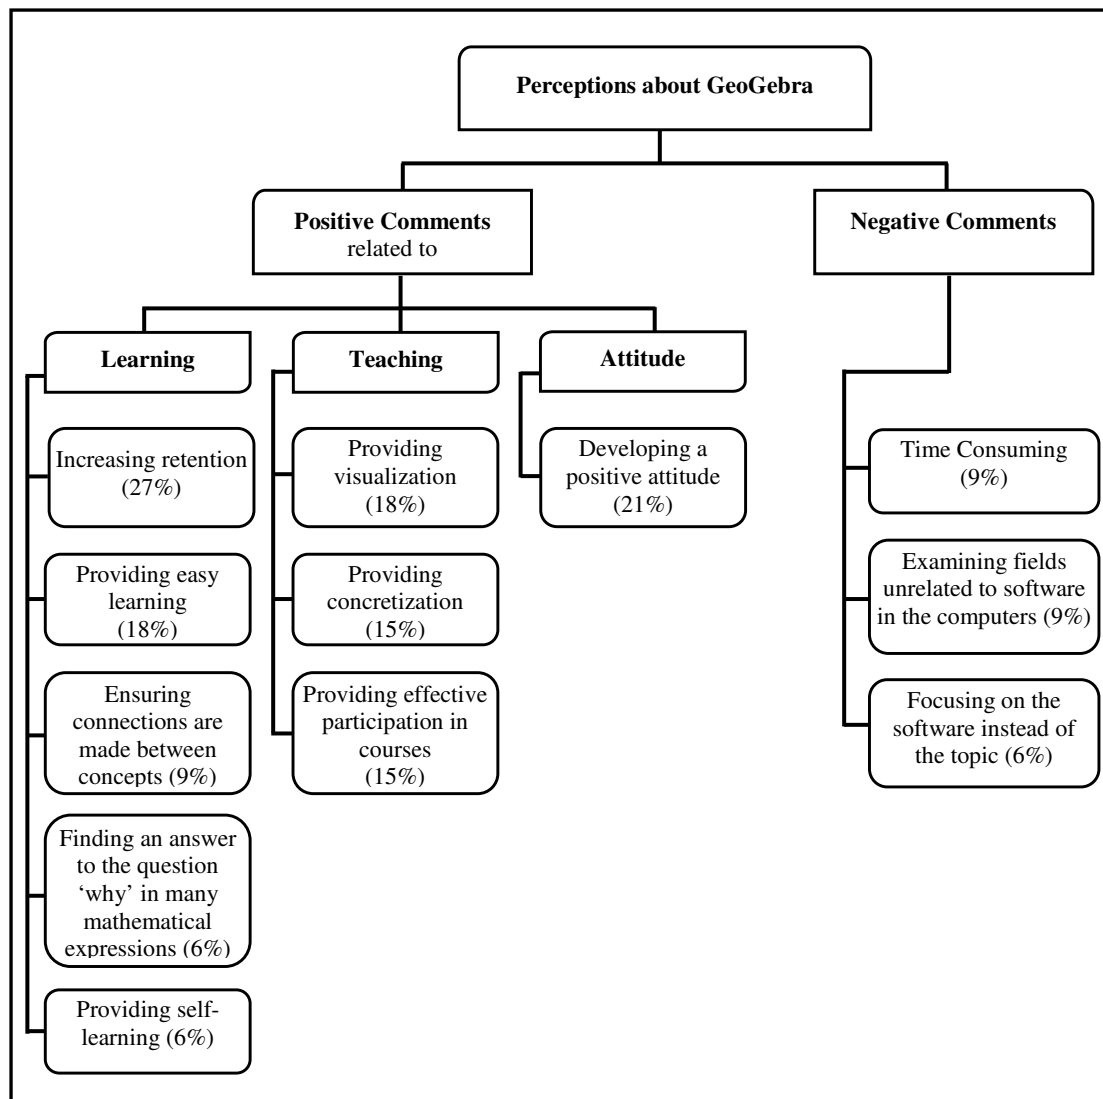 Perceptions about GeoGebra
Positive Comments
related to
Negative Comments
Learning
Increasing retention
(27%)
Providing easy
learning
(18%)
Ensuring
connections are
made between
concepts (9%)
Finding an answer
to the question
‘why’ in many
mathematical
expressions (6%)
Providing self-
learning (6%)
Teaching
Providing
visualization
(18%)
Providing
concretization
(15%)
Providing effective
participation in
courses
(15%)
Attitude
Developing a
positive attitude
(21%)
Time Consuming
(9%)
Examining fields
unrelated to software
in the computers (9%)
Focusing on the
software instead of
the topic (6%)